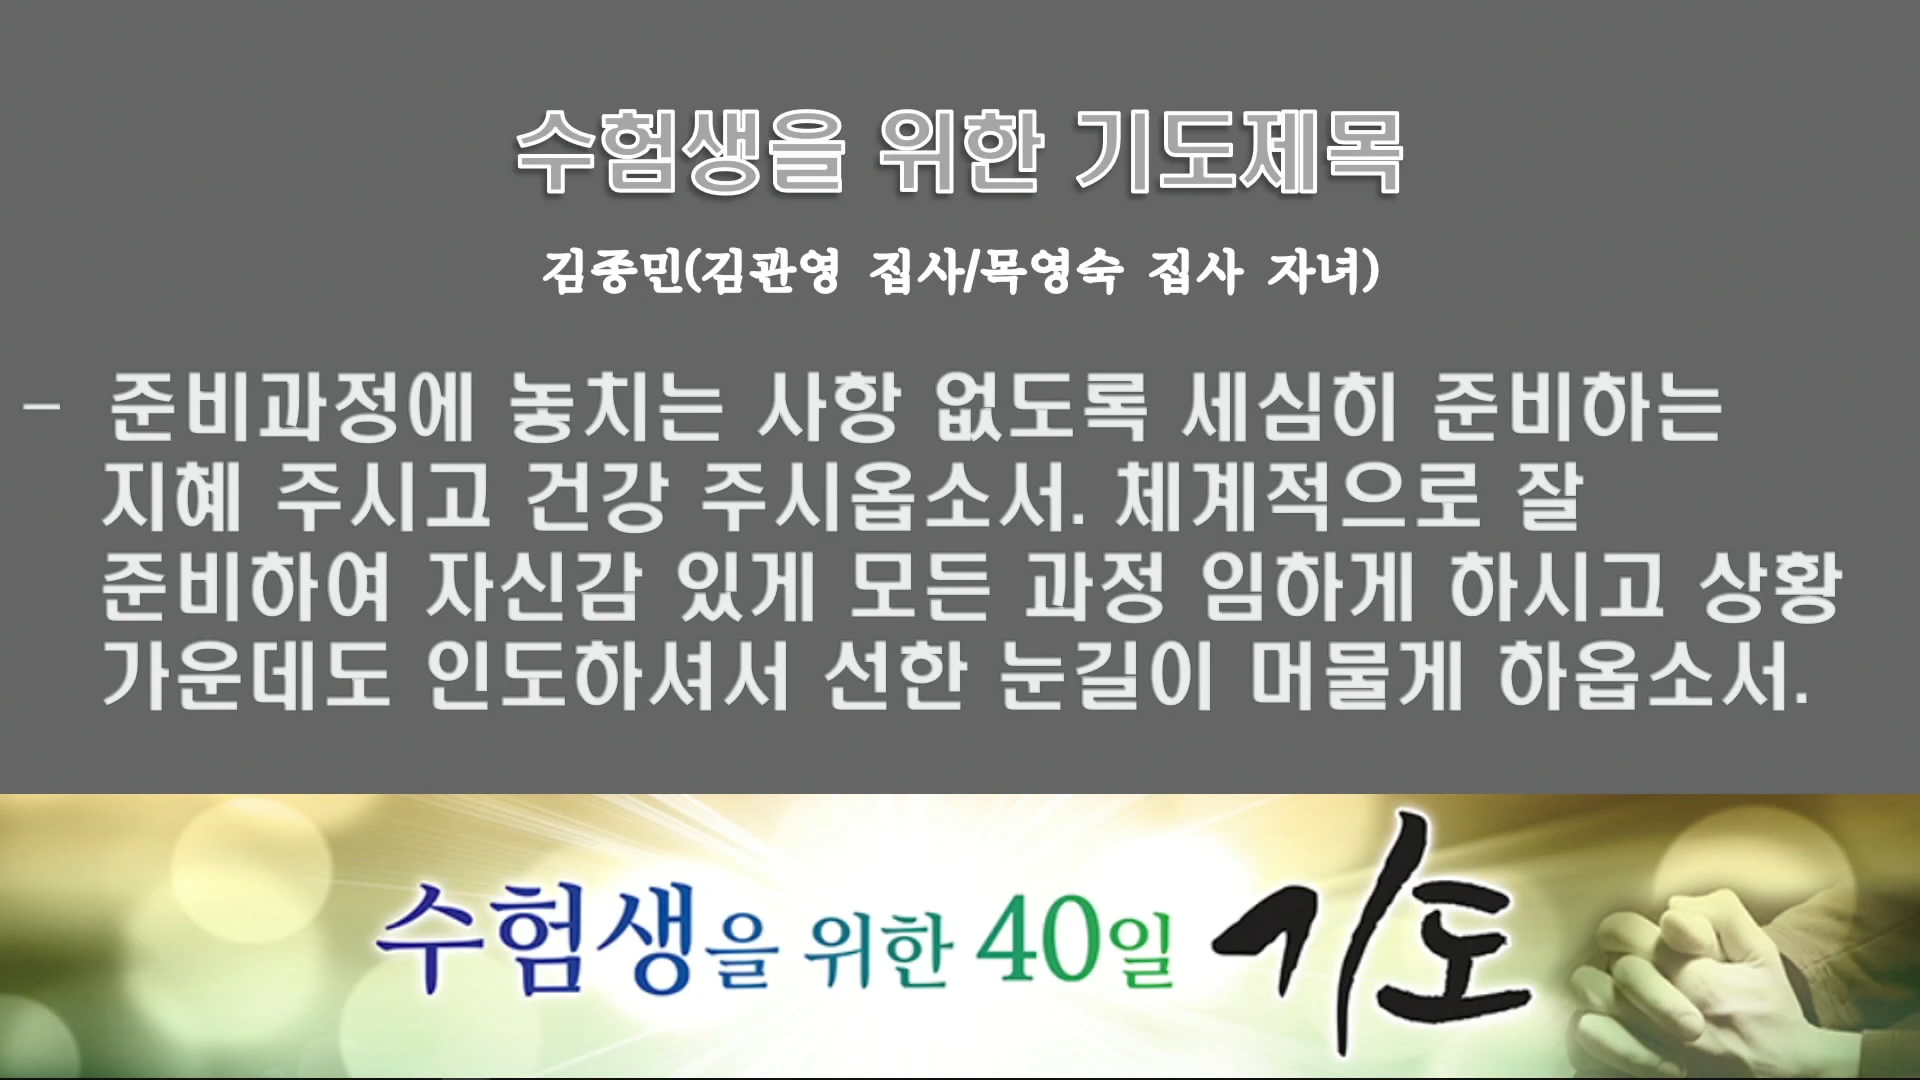 수험생을 위한 기도제목
김종민(김관영 집사/목영숙 집사 자녀)
- 준비과정에 놓치는 사항 없도록 세심히 준비하는
지혜 주시고 건강 주시옵소서. 체계적으로 잘
준비하여 자신감 있게 모든 과정 임하게 하시고 상황
가운데도 인도하셔서 선한 눈길이 머물게 하옵소서.
수험생을 위한 40일 기도